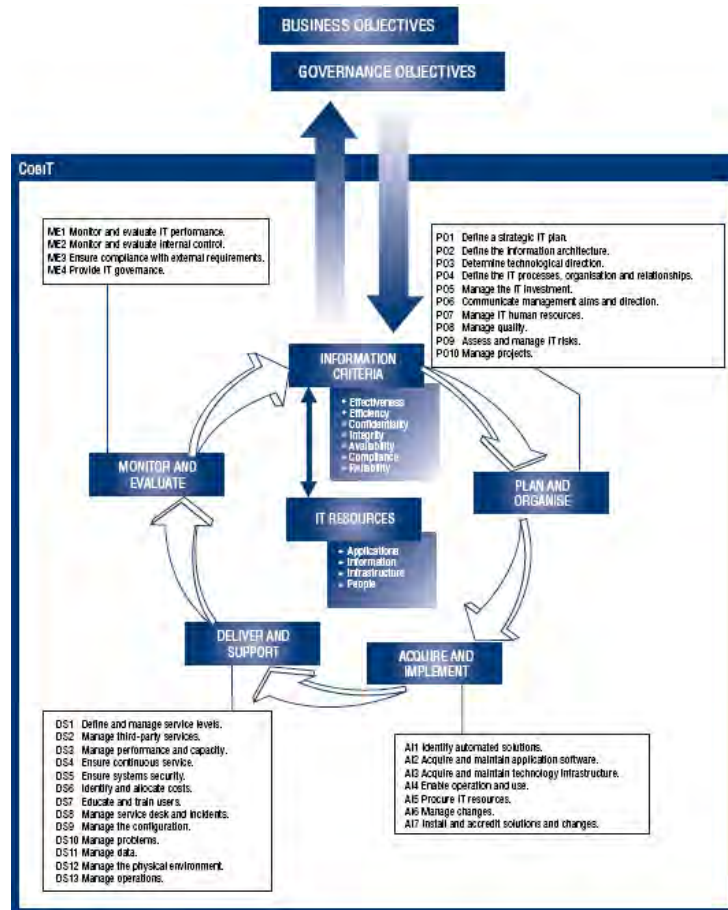 BUSINESS OBJECTIVES
GOVERNANCE OBJECTIVES
COBIT
ME1 Monitor and evaluate IT performance.
ME2 Monitor and evaluate internal control.
ME3 Ensure compliance with external requirements.
ME4 Provide IT governance.
PO1 Define a strategic IT plan.
PO2 Define the information architecture.
PO3 Determine technological direction.
PO4 Define the IT processes, organisation and relationships.
PO5 Manage the IT investment.
PO6 Communicate management aims and direction.
PO7 Manage IT human resources.
PO8 Manage quality.
PO9 Assess and manage IT risks.
PO10 Manage projects.
INFORMATION
CRITERIA
• Effectiveness
• Efficiency
• Confidentiality
• Integrity
• Availability
• Compliance
• Reliability
MONITOR AND
EVALUATE
PLAN AND
ORGANISE
IT RESOURCES
• Applications
• Information
• Infrastructure
• People
DELIVER AND
SUPPORT
ACQUIRE AND
IMPLEMENT
DS1 Define and manage service levels.
DS2 Manage third-party services.
DS3 Manage performance and capacity.
DS4 Ensure continuous service.
DS5 Ensure systems security.
DS6 Identify and allocate costs.
DS7 Educate and train users.
DS8 Manage service desk and incidents.
DS9 Manage the configuration.
DS10 Manage problems.
DS11 Manage data.
DS12 Manage the physical environment.
DS13 Manage operations.
AI1 Identify automated solutions.
AI2 Acquire and maintain application software.
AI3 Acquire and maintain technology infrastructure.
AI4 Enable operation and use.
AI5 Procure IT resources.
AI6 Manage changes.
AI7 Install and accredit solutions and changes.